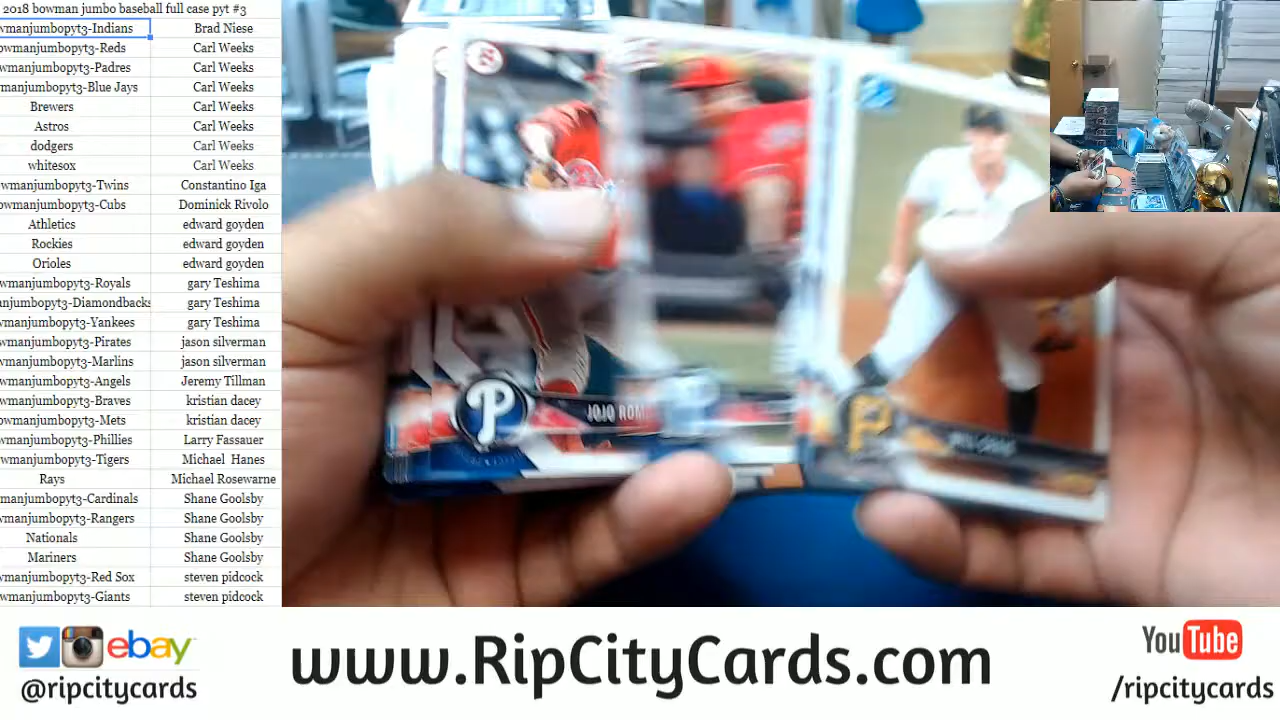 2018 bowman jumbo baseball full case pyt #3
wmanjumbopyt3-Indians Brad Niese
owmanjumbopyt3-Reds Carl Weeks
owmanjumbopyt3-Padres Carl Weeks
manjumbopyt3-Blue Jays Carl Weeks
Brewers Carl Weeks
Astros Carl Weeks
dodgers Carl Weeks
whitesox Carl Weeks
owmanjumbopyt3-Twins Constantino Iga
owmanjumbopyt3-Cubs Dominick Rivolo
Athletics edward goyden
Rockies edward goyden
Orioles edward goyden
wmanjumbopyt3-Royals gary Teshima
anjumbopyt3-Diamondbacks gary Teshima
wmanjumbopyt3-Yankees gary Teshima
wmanjumbopyt3-Pirates jason silverman
wmanjumbopyt3-Marlins jason silverman
wmanjumbopyt3-Angels Jeremy Tillman
wmanjumbopyt3-Braves kristian dacey
owmanjumbopyt3-Mets kristian dacey
wmanjumbopyt3-Phillies Larry Fassauer
wmanjumbopyt3-Tigers Michael Hanes
Rays Michael Rosewarne
manjumbopyt3-Cardinals Shane Goolsby
wmanjumbopyt3-Rangers Shane Goolsby
Nationals Shane Goolsby
Mariners Shane Goolsby
wmanjumbopyt3-Red Sox steven pidcock
wmanjumbopyt3-Giants steven pidcock
P
JOJO ROM
P
ebay
@ripcitycards
www.RipCityCards.com
YouTube
/ripcitycards